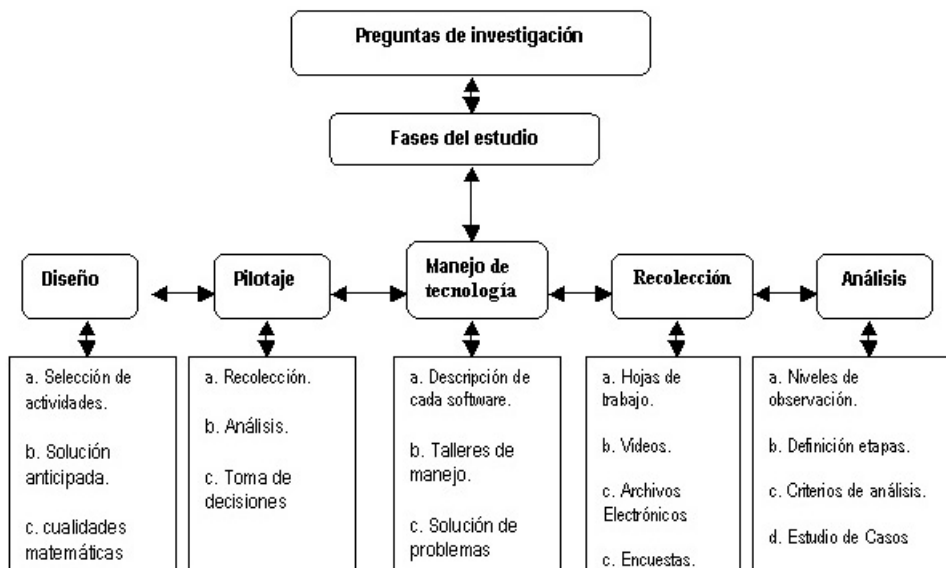 Preguntas de investigación
Fases del estudio
Diseño
Pilotaje
Manejo de
tecnología
Recolección
Análisis
a. Selección de
actividades.
b. Solución
anticipada.
c. cualidades
matemáticas
a. Recolección.
b. Análisis.
c. Toma de
decisiones
a. Descripción de
cada software.
b. Talleres de
manejo.
c. Solución de
problemas
a. Hojas de
trabajo.
b. Videos.
c. Archivos
Electrónicos
c. Encuestas.
a. Niveles de
observación.
b. Definición etapas.
c. Criterios de análisis.
d. Estudio de Casos